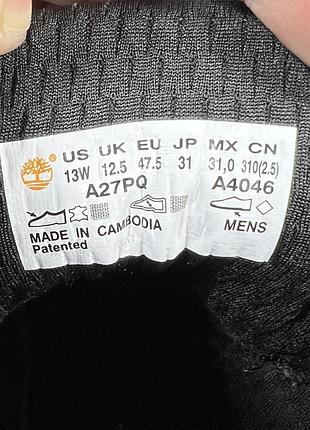 US UK EU JP MX CN
13W 12.5 47.5 31 31,0 310(2.5)
A27PQ A4046
MADE IN CAMBODIA MENS
Patented